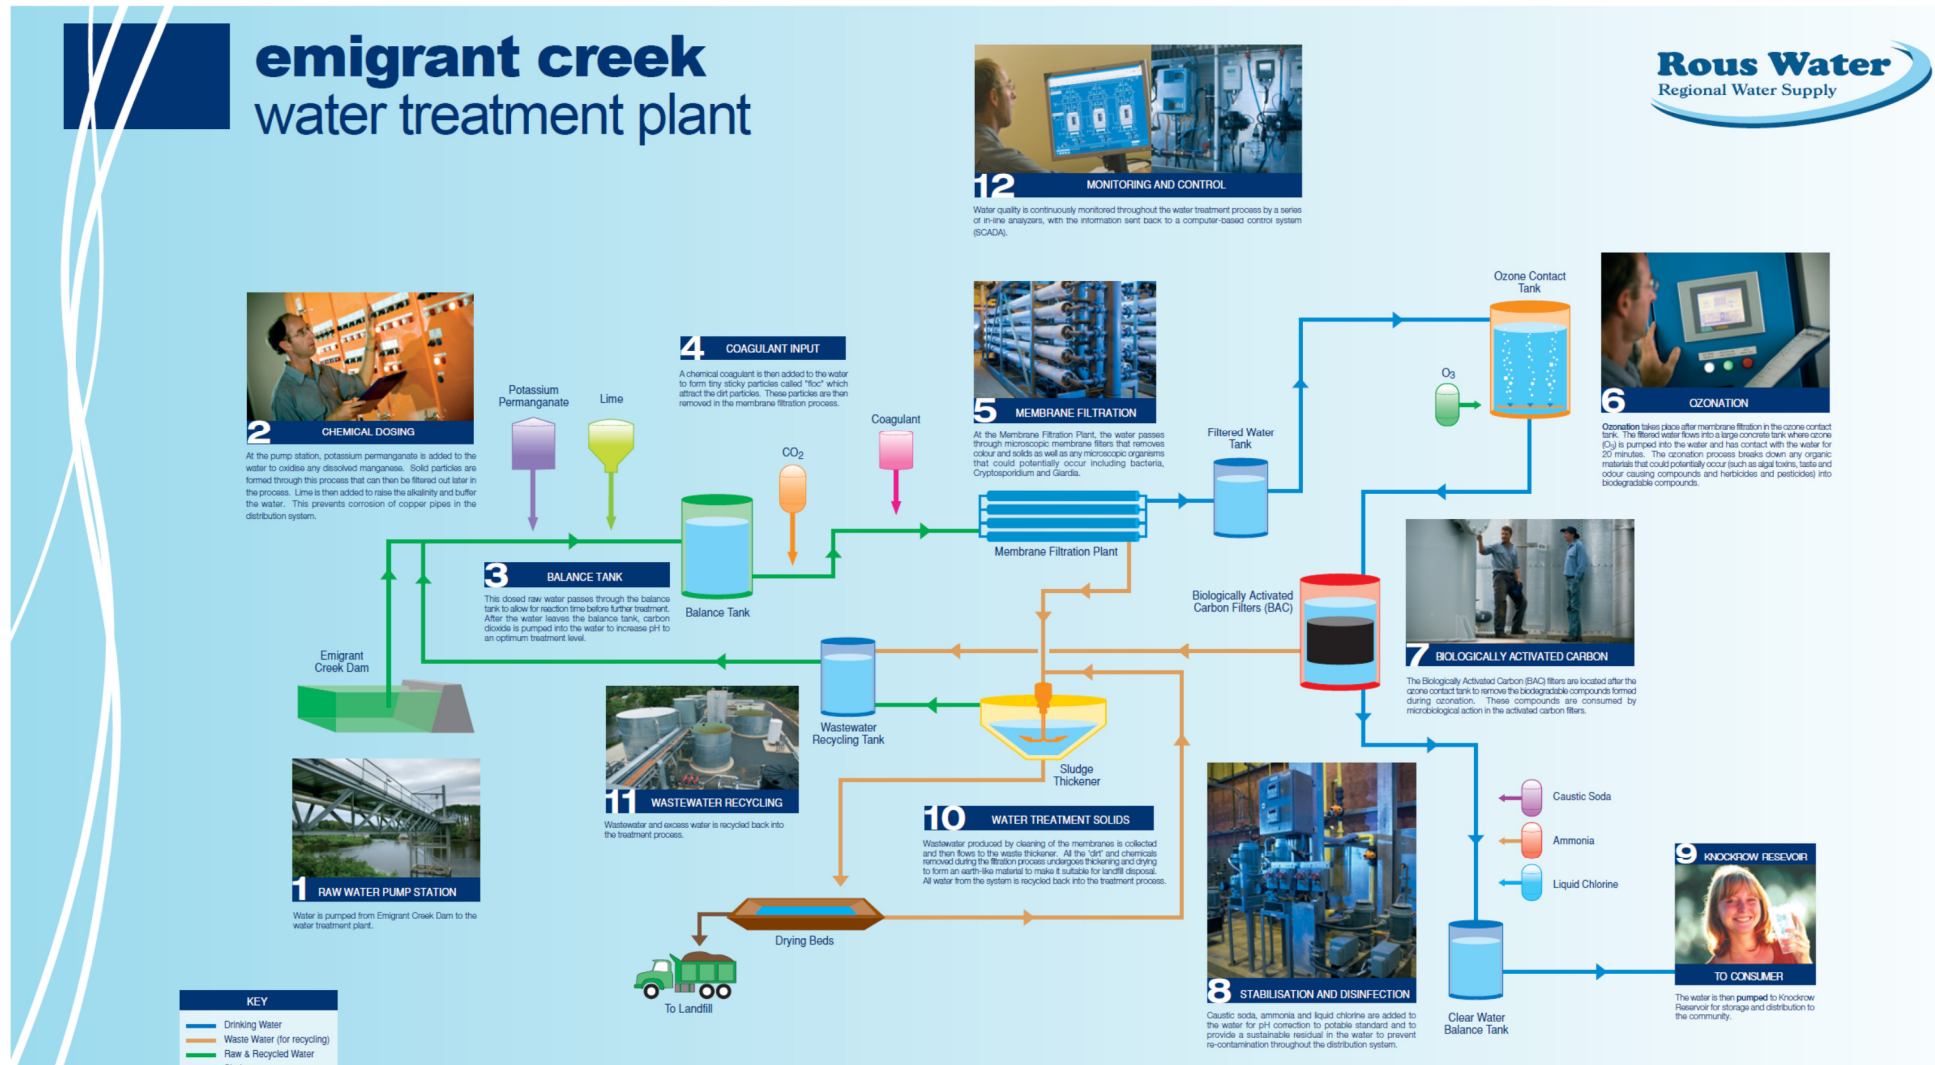 emigrant creek
water treatment plant
Rous Water
Regional Water Supply
12 MONITORING AND CONTROL
Water quality is continuously monitored throughout the water treatment process by a series
of in-line analyzers, with the information sent back to a computer-based control system
(SCADA).
2 CHEMICAL DOSING
At the pump station, potassium permanganate is added to the
water to oxidise any dissolved manganese. Solid particles are
formed through this process that can then be filtered out later in
the process. Lime is then added to raise the alkalinity and buffer
the water. This prevents corrosion of copper pipes in the
distribution system.
Potassium
Permanganate
Lime
4 COAGULANT INPUT
A chemical coagulant is then added to the water
to form tiny sticky particles called "floc" which
attract the dirt particles. These particles are then
removed in the membrane filtration process.
CO2
Coagulant
5 MEMBRANE FILTRATION
At the Membrane Filtration Plant, the water passes
through microscopic membrane filters that removes
colour and solids as well as any microscopic organisms
that could potentially occur including bacteria,
Cryptosporidium and Giardia.
Membrane Filtration Plant
Filtered Water
Tank
Ozone Contact
Tank
O3
6 OZONATION
Ozonation takes place after membrane filtration in the ozone contact
tank. The filtered water flows into a large concrete tank where ozone
(O3) is pumped into the water and has contact with the water for
20 minutes. The ozonation process breaks down any organic
materials that could potentially occur (such as algal toxins, taste and
odour causing compounds and herbicides and pesticides) into
biodegradable compounds.
3 BALANCE TANK
This dosed raw water passes through the balance
tank to allow for reaction time before further treatment.
After the water leaves the balance tank, carbon
dioxide is pumped into the water to increase pH to
an optimum treatment level.
Balance Tank
Biologically Activated
Carbon Filters (BAC)
7 BIOLOGICALLY ACTIVATED CARBON
The Biologically Activated Carbon (BAC) filters are located after the
ozone contact tank to remove the biodegradable compounds formed
during ozonation. These compounds are consumed by
microbiological action in the activated carbon filters.
Emigrant
Creek Dam
1 RAW WATER PUMP STATION
Water is pumped from Emigrant Creek Dam to the
water treatment plant.
Wastewater
Recycling Tank
11 WASTEWATER RECYCLING
Wastewater and excess water is recycled back into
the treatment process.
Sludge
Thickener
10 WATER TREATMENT SOLIDS
Wastewater produced by cleaning of the membranes is collected
and then flows to the waste thickener. All the 'dirt' and chemicals
removed during the filtration process undergoes thickening and drying
to form an earth-like material to make it suitable for landfill disposal.
All water from the system is recycled back into the treatment process.
Drying Beds
To Landfill
8 STABILISATION AND DISINFECTION
Caustic soda, ammonia and liquid chlorine are added to
the water for pH correction to potable standard and to
provide a sustainable residual in the water to prevent
re-contamination throughout the distribution system.
Caustic Soda
Ammonia
Liquid Chlorine
Clear Water
Balance Tank
9 KNOCKROW RESEVOIR
TO CONSUMER
The water is then pumped to Knockrow
Reservoir for storage and distribution to
the community.
KEY
Drinking Water
Waste Water (for recycling)
Raw & Recycled Water